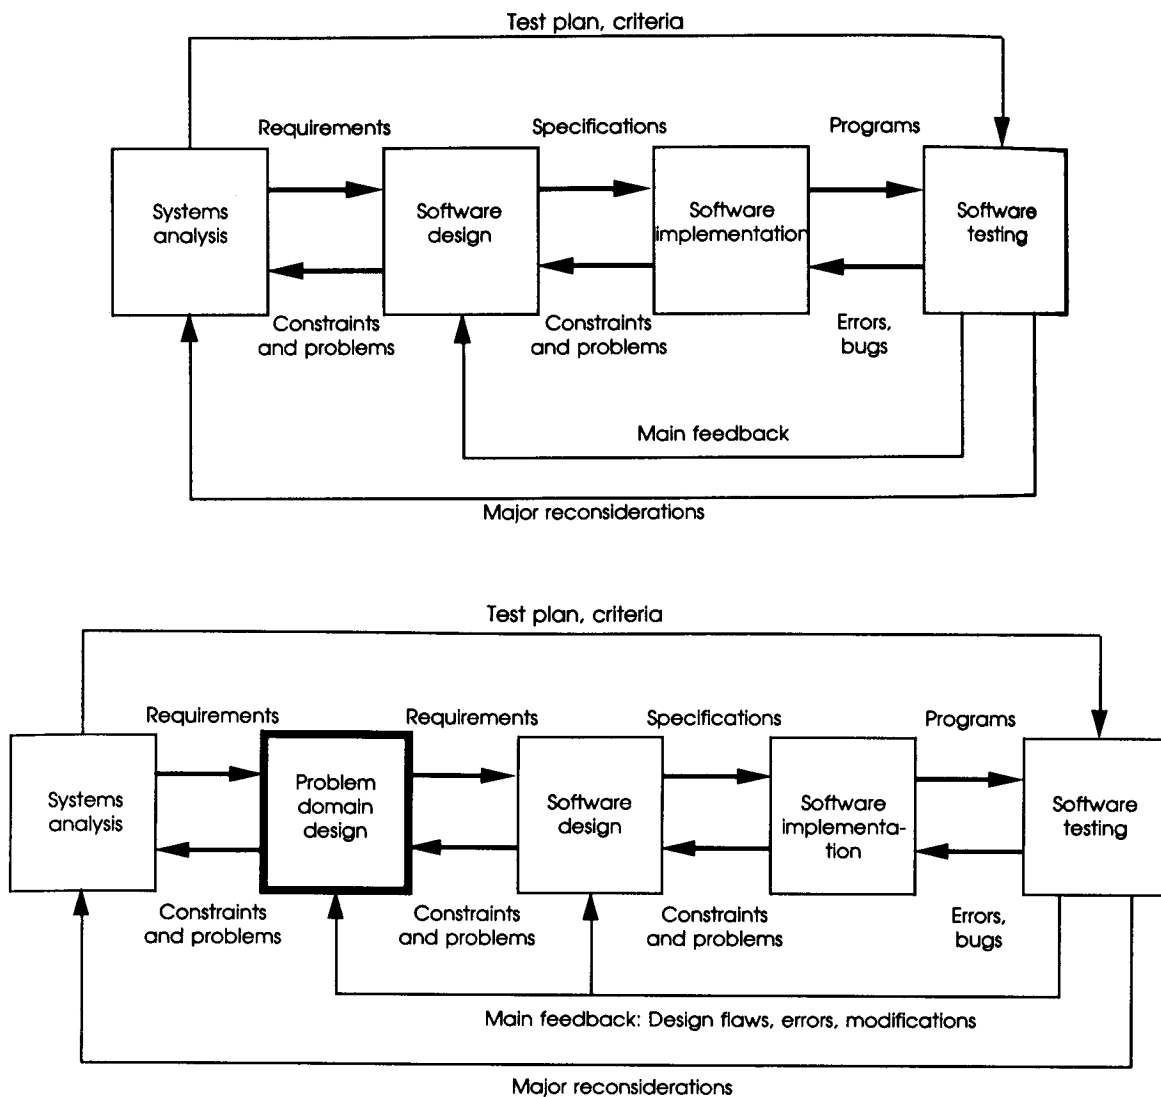 Test plan, criteria
Requirements
Specifications
Programs
Systems
analysis
Software
design
Software
implementation
Software
testing
Constraints
and problems
Constraints
and problems
Errors,
bugs
Main feedback
Major reconsiderations
Test plan, criteria
Requirements
Requirements
Specifications
Programs
Systems
analysis
Problem
domain
design
Software
design
Software
implementa-
tion
Software
testing
Constraints
and problems
Constraints
and problems
Constraints
and problems
Errors,
bugs
Main feedback: Design flaws, errors, modifications
Major reconsiderations